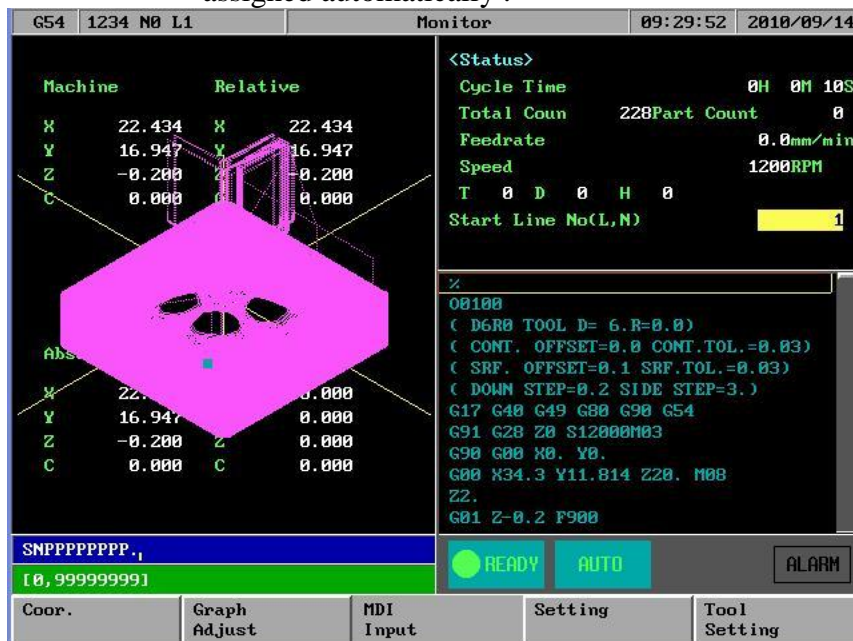 assigned automatically .
G54 1234 N0 L1 Monitor 09:29:52 2010/09/14
Machine Relative
X 22.434 X 22.434
Y 16.947 Y 16.947
Z -0.200 Z -0.200
C 0.000 0.000
Abs
X 22. 0.000
Y 16.947 0.000
Z -0.200 Z 0.000
C 0.000 C 0.000
<Status>
Cycle Time 0H 0M 10S
Total Coun 228Part Count 0
Feedrate 0.0mm/min
Speed 1200RPM
T 0 D 0 H 0
Start Line No(L,N) 1
%
O0100
( D6R0 TOOL D= 6.R=0.0)
( CONT. OFFSET=0.0 CONT.TOL.=0.03)
( SRF. OFFSET=0.1 SRF.TOL.=0.03)
( DOWN STEP=0.2 SIDE STEP=3.)
G17 G40 G49 G80 G90 G54
G91 G28 Z0 S12000M03
G90 G00 X0. Y0.
G00 X34.3 Y11.814 Z20. M08
Z2.
G01 Z-0.2 F900
SNPPPPPPPP.,
[0,99999999]
READY AUTO ALARM
Coor. Graph Adjust MDI Input Setting Tool Setting